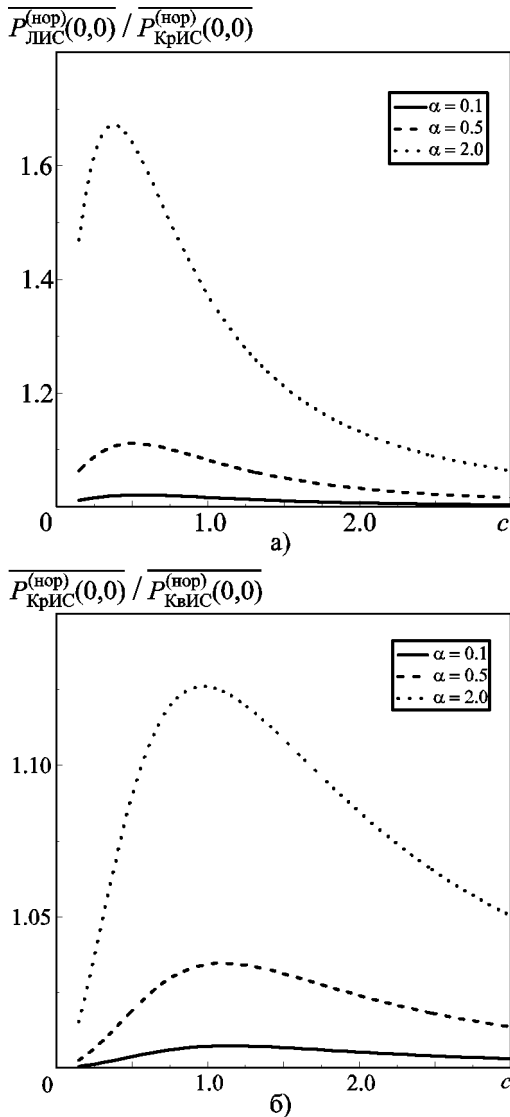 P(нор)ЛИС(0,0) / P(нор)КрИС(0,0)
α = 0.1
α = 0.5
α = 2.0
1.6
1.4
1.2
0 1.0 2.0 c
а)
P(нор)КрИС(0,0) / P(нор)КвИС(0,0)
α = 0.1
α = 0.5
α = 2.0
1.10
1.05
0 1.0 2.0 c
б)